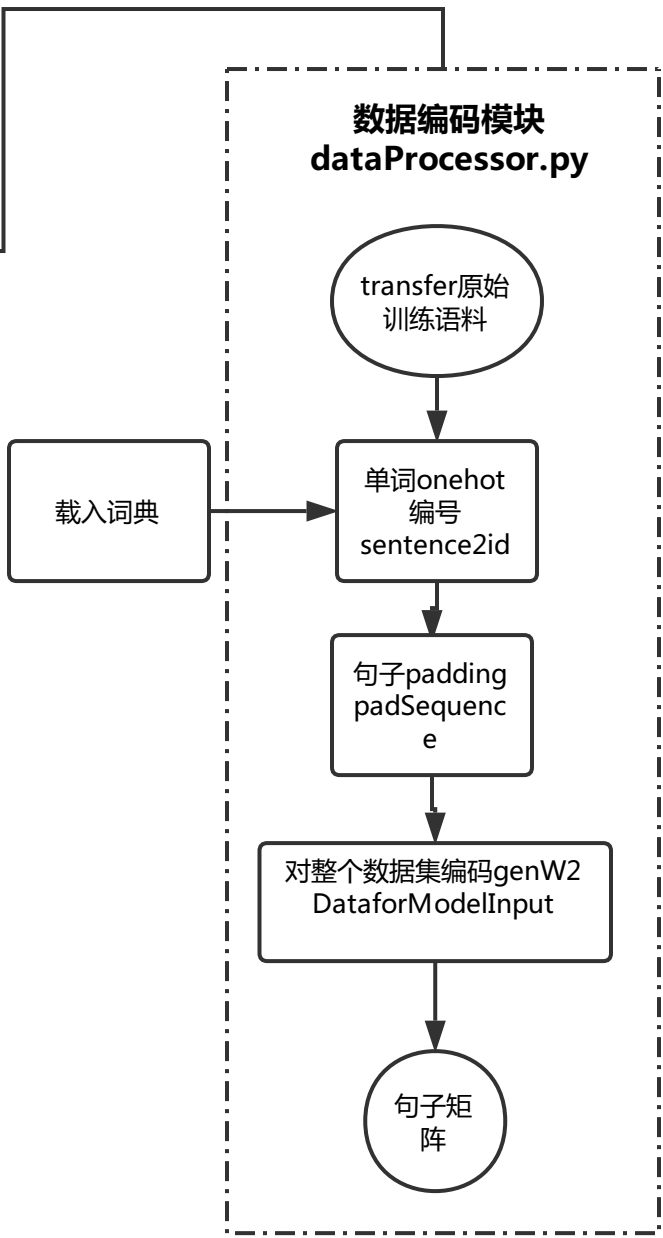 数据编码模块
dataProcessor.py
transfer原始
训练语料
载入词典
单词onehot
编号
sentence2id
句子padding
padSequenc
e
对整个数据集编码genW2
DataforModelInput
句子矩
阵